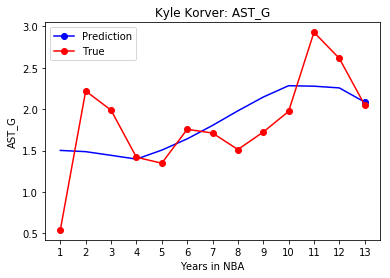 Kyle Korver: AST_G
Prediction
True
3.0
2.5
2.0
1.5
1.0
0.5
AST_G
1 2 3 4 5 6 7 8 9 10 11 12 13
Years in NBA